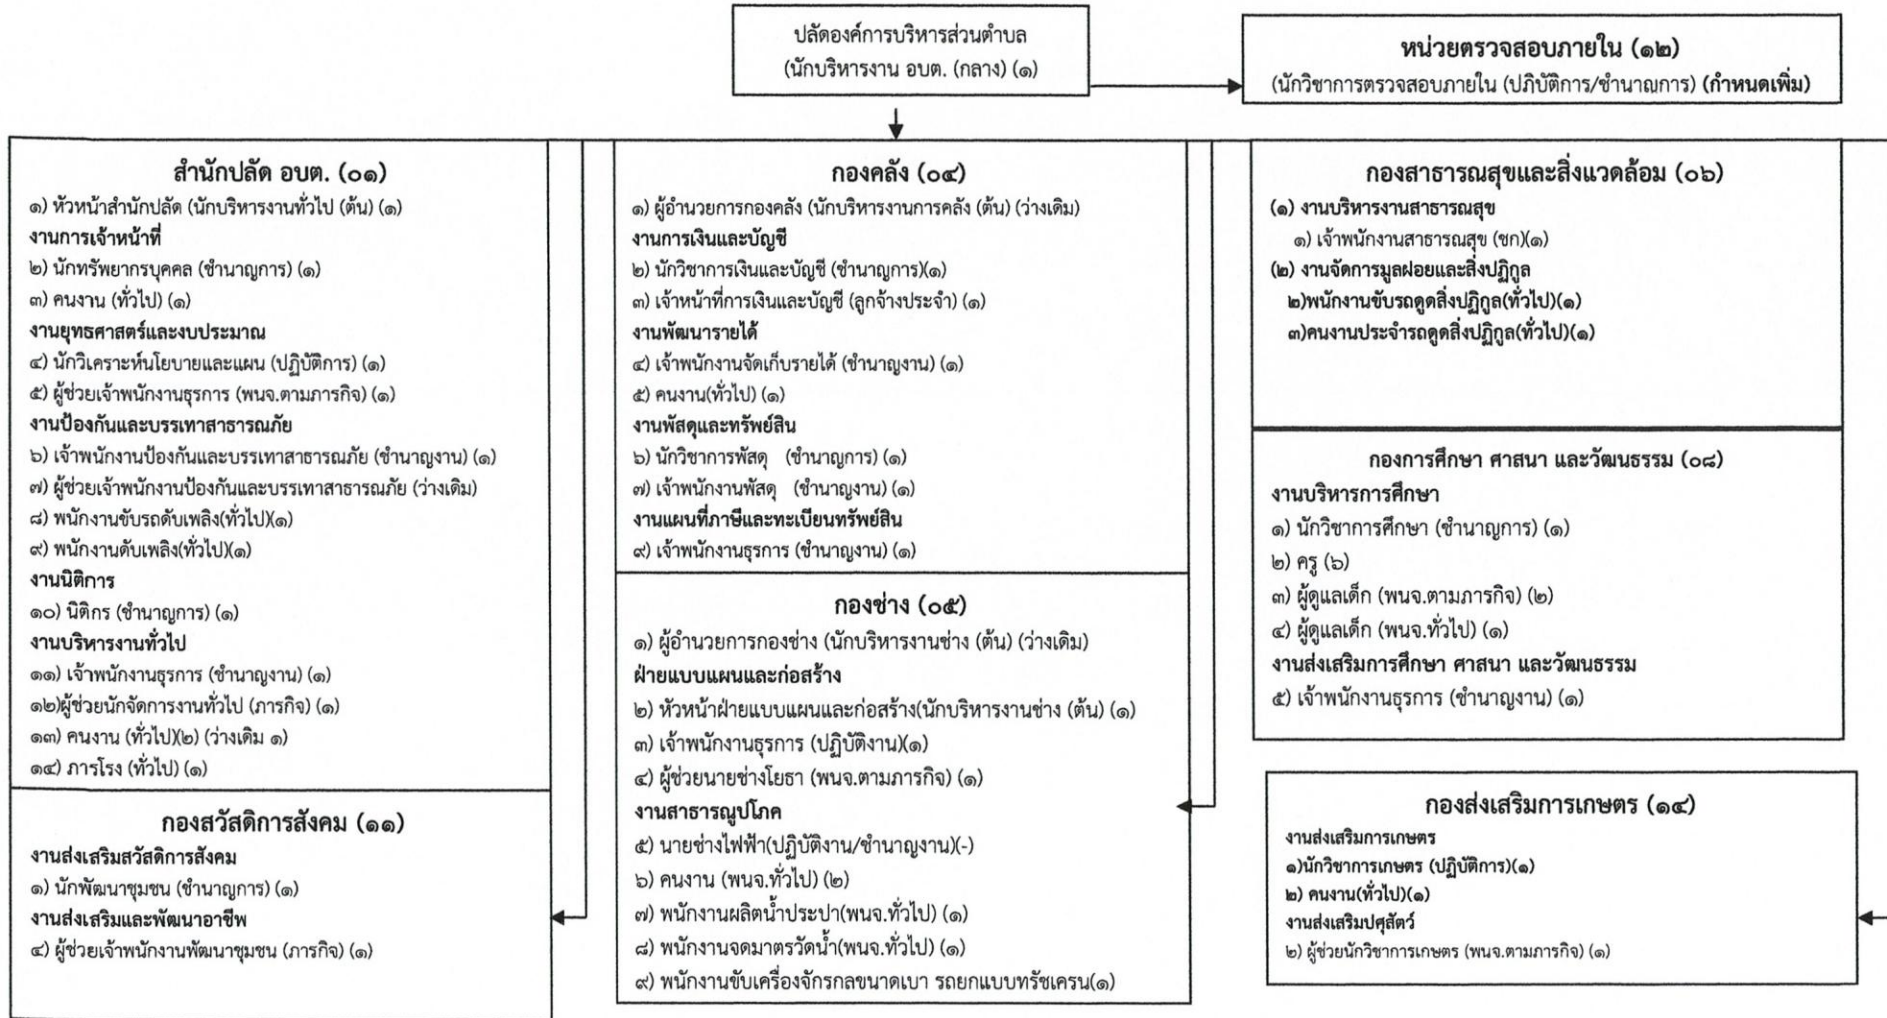 ปลัดองค์การบริหารส่วนตำบล
(นักบริหารงาน อบต. (กลาง) (๑)
หน่วยตรวจสอบภายใน (๑๒)
(นักวิชาการตรวจสอบภายใน (ปฏิบัติการ/ชำนาญการ) (กำหนดเพิ่ม)
สำนักปลัด อบต. (๐๑)
๑) หัวหน้าสำนักปลัด (นักบริหารงานทั่วไป (ต้น) (๑)
งานการเจ้าหน้าที่
๒) นักทรัพยากรบุคคล (ชำนาญการ) (๑)
๓) คนงาน (ทั่วไป) (๑)
งานยุทธศาสตร์และงบประมาณ
๔) นักวิเคราะห์นโยบายและแผน (ปฏิบัติการ) (๑)
๕) ผู้ช่วยเจ้าพนักงานธุรการ (พนจ.ตามภารกิจ) (๑)
งานป้องกันและบรรเทาสาธารณภัย
๖) เจ้าพนักงานป้องกันและบรรเทาสาธารณภัย (ชำนาญงาน) (๑)
๗) ผู้ช่วยเจ้าพนักงานป้องกันและบรรเทาสาธารณภัย (ว่างเดิม)
๘) พนักงานขับรถดับเพลิง(ทั่วไป)(๑)
๙) พนักงานดับเพลิง(ทั่วไป)(๑)
งานนิติการ
๑๐) นิติกร (ชำนาญการ) (๑)
งานบริหารงานทั่วไป
๑๑) เจ้าพนักงานธุรการ (ชำนาญงาน) (๑)
๑๒)ผู้ช่วยนักจัดการงานทั่วไป (ภารกิจ) (๑)
๑๓) คนงาน (ทั่วไป)(๒) (ว่างเดิม ๑)
๑๔) ภารโรง (ทั่วไป) (๑)
กองสวัสดิการสังคม (๑๑)
งานส่งเสริมสวัสดิการสังคม
๑) นักพัฒนาชุมชน (ชำนาญการ) (๑)
งานส่งเสริมและพัฒนาอาชีพ
๔) ผู้ช่วยเจ้าพนักงานพัฒนาชุมชน (ภารกิจ) (๑)
กองคลัง (๐๔)
๑) ผู้อำนวยการกองคลัง (นักบริหารงานการคลัง (ต้น) (ว่างเดิม)
งานการเงินและบัญชี
๒) นักวิชาการเงินและบัญชี (ชำนาญการ)(๑)
๓) เจ้าหน้าที่การเงินและบัญชี (ลูกจ้างประจำ) (๑)
งานพัฒนารายได้
๔) เจ้าพนักงานจัดเก็บรายได้ (ชำนาญงาน) (๑)
๕) คนงาน(ทั่วไป) (๑)
งานพัสดุและทรัพย์สิน
๖) นักวิชาการพัสดุ (ชำนาญการ) (๑)
๗) เจ้าพนักงานพัสดุ (ชำนาญงาน) (๑)
งานแผนที่ภาษีและทะเบียนทรัพย์สิน
๙) เจ้าพนักงานธุรการ (ชำนาญงาน) (๑)
กองช่าง (๐๕)
๑) ผู้อำนวยการกองช่าง (นักบริหารงานช่าง (ต้น) (ว่างเดิม)
ฝ่ายแบบแผนและก่อสร้าง
๒) หัวหน้าฝ่ายแบบแผนและก่อสร้าง(นักบริหารงานช่าง (ต้น) (๑)
๓) เจ้าพนักงานธุรการ (ปฏิบัติงาน)(๑)
๔) ผู้ช่วยนายช่างโยธา (พนจ.ตามภารกิจ) (๑)
งานสาธารณูปโภค
๕) นายช่างไฟฟ้า(ปฏิบัติงาน/ชำนาญงาน)(-)
๖) คนงาน (พนจ.ทั่วไป) (๒)
๗) พนักงานผลิตน้ำประปา(พนจ.ทั่วไป) (๑)
๘) พนักงานจดมาตรวัดน้ำ(พนจ.ทั่วไป) (๑)
๙) พนักงานขับเครื่องจักรกลขนาดเบา รถยกแบบทรัชเครน(๑)
กองสาธารณสุขและสิ่งแวดล้อม (๐๖)
(๑) งานบริหารงานสาธารณสุข
๑) เจ้าพนักงานสาธารณสุข (ชก)(๑)
(๒) งานจัดการมูลฝอยและสิ่งปฏิกูล
๒)พนักงานขับรถดูดสิ่งปฏิกูล(ทั่วไป)(๑)
๓)คนงานประจำรถดูดสิ่งปฏิกูล(ทั่วไป)(๑)
กองการศึกษา ศาสนา และวัฒนธรรม (๐๘)
งานบริหารการศึกษา
๑) นักวิชาการศึกษา (ชำนาญการ) (๑)
๒) ครู (๖)
๓) ผู้ดูแลเด็ก (พนจ.ตามภารกิจ) (๒)
๔) ผู้ดูแลเด็ก (พนจ.ทั่วไป) (๑)
งานส่งเสริมการศึกษา ศาสนา และวัฒนธรรม
๕) เจ้าพนักงานธุรการ (ชำนาญงาน) (๑)
กองส่งเสริมการเกษตร (๑๔)
งานส่งเสริมการเกษตร
๑)นักวิชาการเกษตร (ปฏิบัติการ)(๑)
๒) คนงาน(ทั่วไป)(๑)
งานส่งเสริมปศุสัตว์
๒) ผู้ช่วยนักวิชาการเกษตร (พนจ.ตามภารกิจ) (๑)